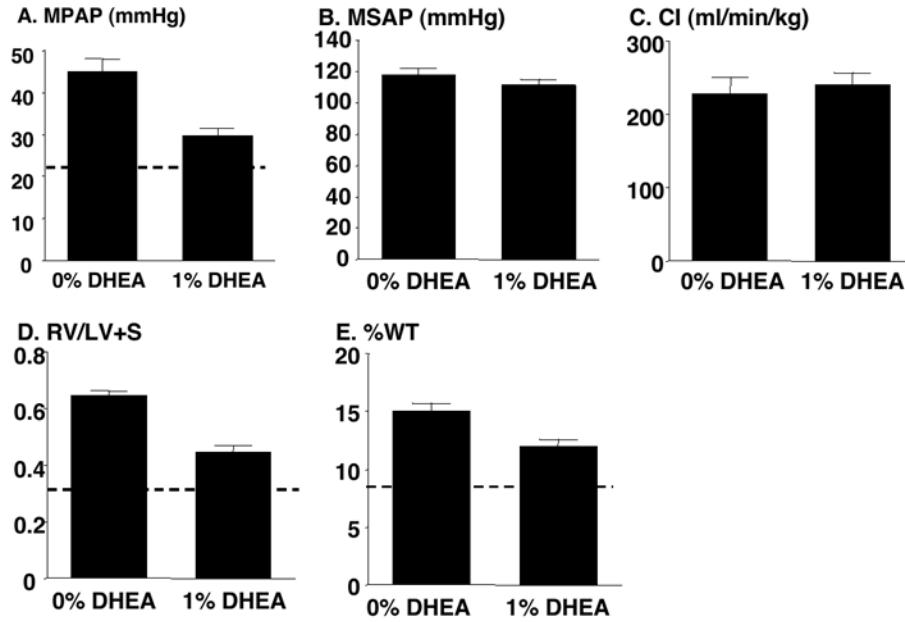 A. MPAP (mmHg)
50
40
30
20
10
0
0% DHEA 1% DHEA
B. MSAP (mmHg)
140
120
100
80
60
40
20
0
0% DHEA 1% DHEA
C. CI (ml/min/kg)
300
200
100
0
0% DHEA 1% DHEA
D. RV/LV+S
0.8
0.6
0.4
0.2
0
0% DHEA 1% DHEA
E. %WT
20
15
10
5
0
0% DHEA 1% DHEA